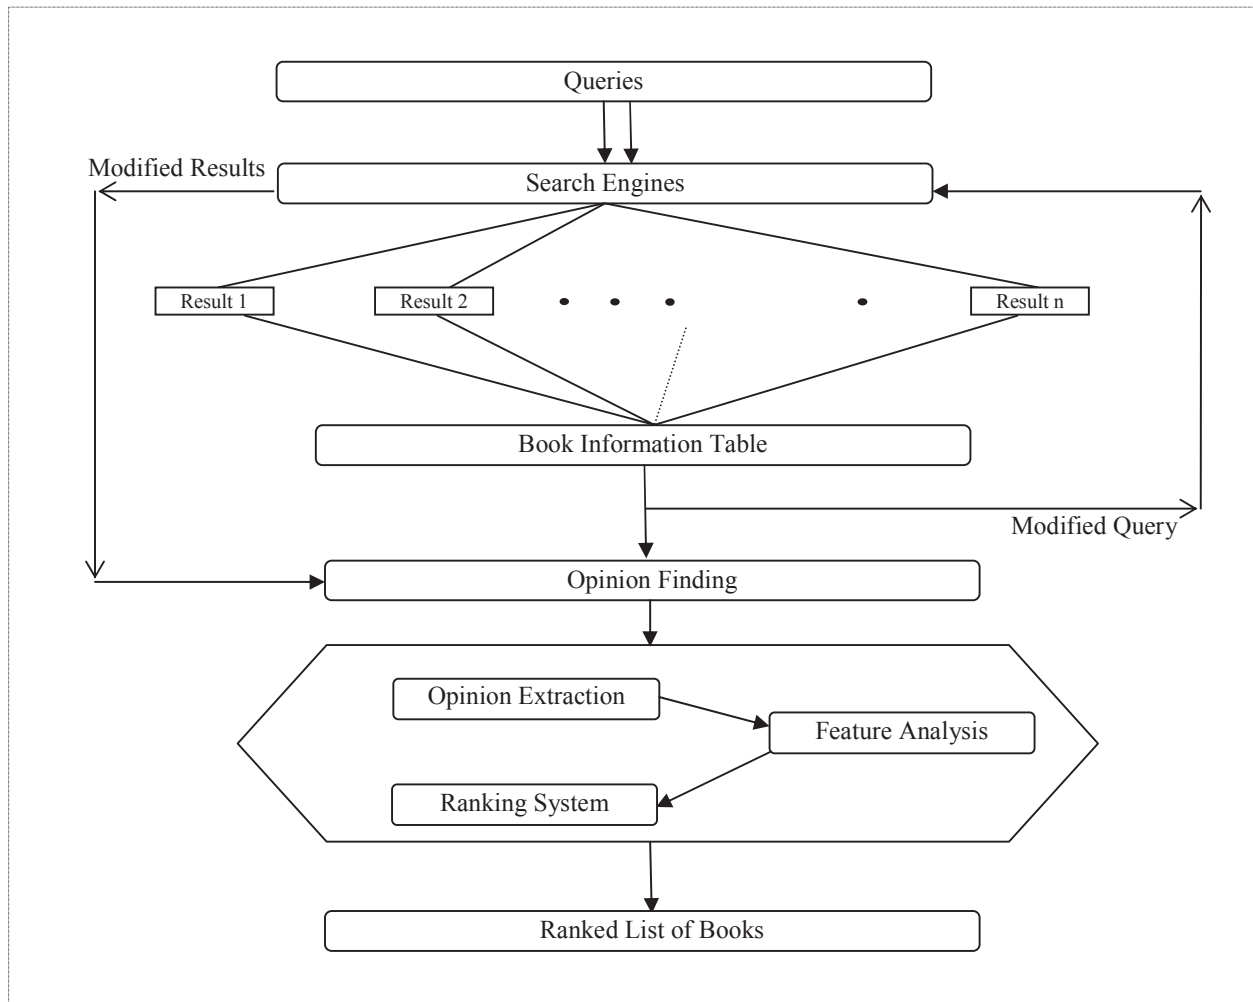 Queries
Modified Results
Search Engines
Result 1
Result 2
Result n
Book Information Table
Modified Query
Opinion Finding
Opinion Extraction
Feature Analysis
Ranking System
Ranked List of Books